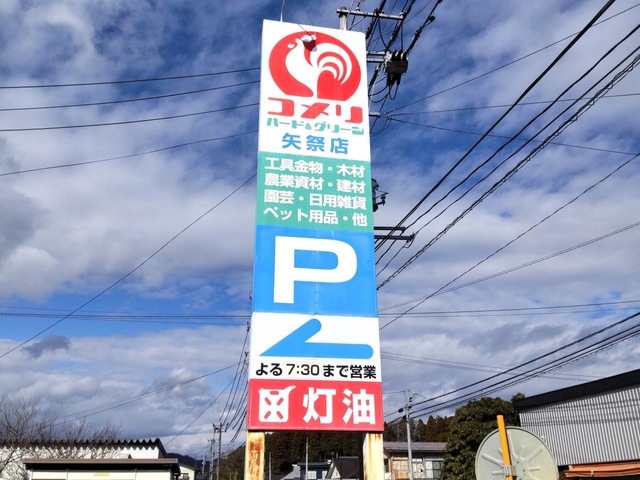 コメリ
ハード&グリーン
矢祭店
工具金物・木材
農業資材・建材
園芸・日用雑貨
ペット用品・他
P
よる7:30まで営業
灯油